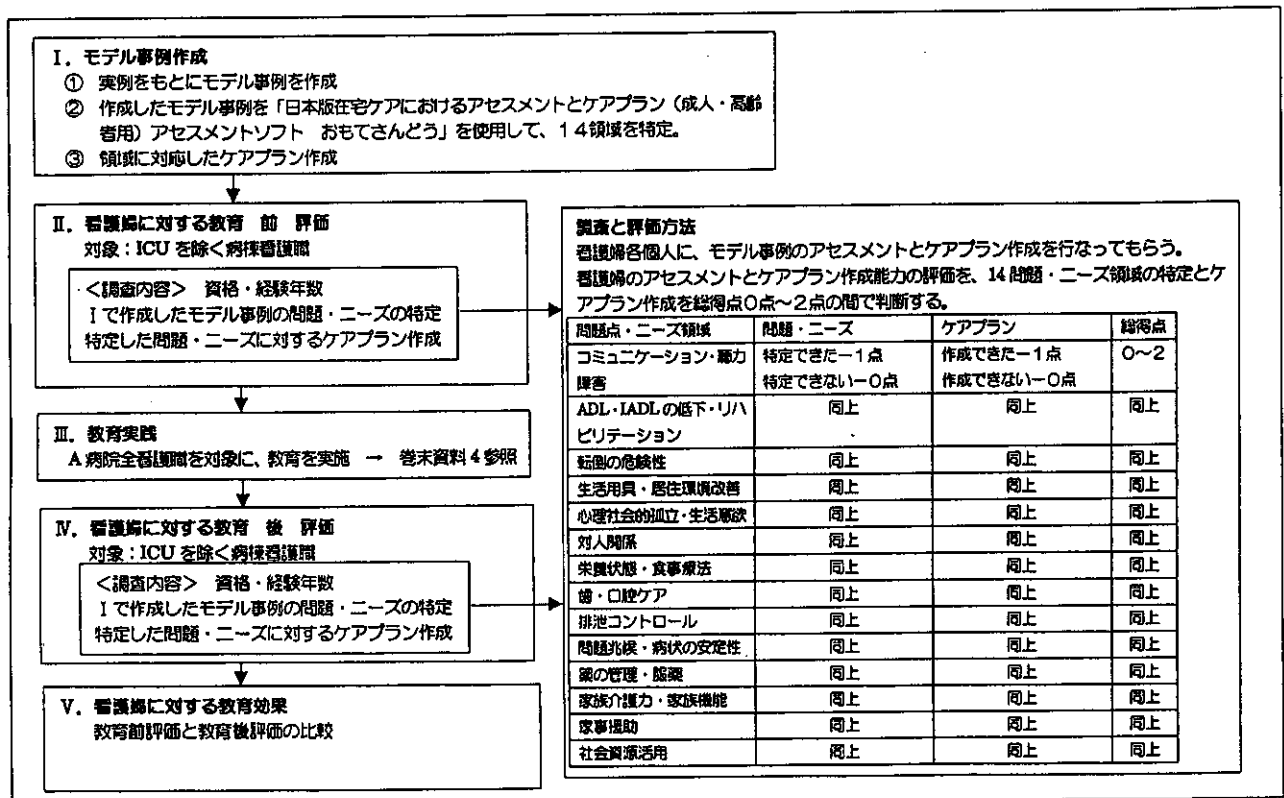 Ⅰ．モデル事例作成
① 実例をもとにモデル事例を作成
② 作成したモデル事例を「日本版在宅ケアにおけるアセスメントとケアプラン（成人・高齢
者用）アセスメントソフト　おもてさんどう」を使用して、１４領域を特定。
③ 領域に対応したケアプラン作成
Ⅱ．看護婦に対する教育　前　評価
対象：ICUを除く病棟看護職
＜調査内容＞　資格・経験年数
Ⅰで作成したモデル事例の問題・ニーズの特定
特定した問題・ニーズに対するケアプラン作成
Ⅲ．教育実践
A病院全看護職を対象に、教育を実施　→　巻末資料４参照
Ⅳ．看護婦に対する教育　後　評価
対象：ICUを除く病棟看護職
＜調査内容＞　資格・経験年数
Ⅰで作成したモデル事例の問題・ニーズの特定
特定した問題・ニーズに対するケアプラン作成
Ⅴ．看護婦に対する教育効果
教育前評価と教育後評価の比較
調査と評価方法
看護婦各個人に、モデル事例のアセスメントとケアプラン作成を行なってもらう。
看護婦のアセスメントとケアプラン作成能力の評価を、14問題・ニーズ領域の特定とケ
アプラン作成を総得点０点～２点の間で判断する。
問題点・ニーズ領域　問題・ニーズ　ケアプラン　総得点
コミュニケーション・聴力　特定できた－１点　作成できた－１点　０～２
障害　特定できない－０点　作成できない－０点
ADL・IADLの低下・リハ　同上　同上　同上
ビリテーション
転倒の危険性　同上　同上　同上
生活用具・居住環境改善　同上　同上　同上
心理社会的孤立・生活意欲　同上　同上　同上
対人関係　同上　同上　同上
栄養状態・食事療法　同上　同上　同上
歯・口腔ケア　同上　同上　同上
排泄コントロール　同上　同上　同上
問題兆候・病状の安定性　同上　同上　同上
薬の管理・服薬　同上　同上　同上
家族介護力・家族機能　同上　同上　同上
家事援助　同上　同上　同上
社会資源活用　同上　同上　同上